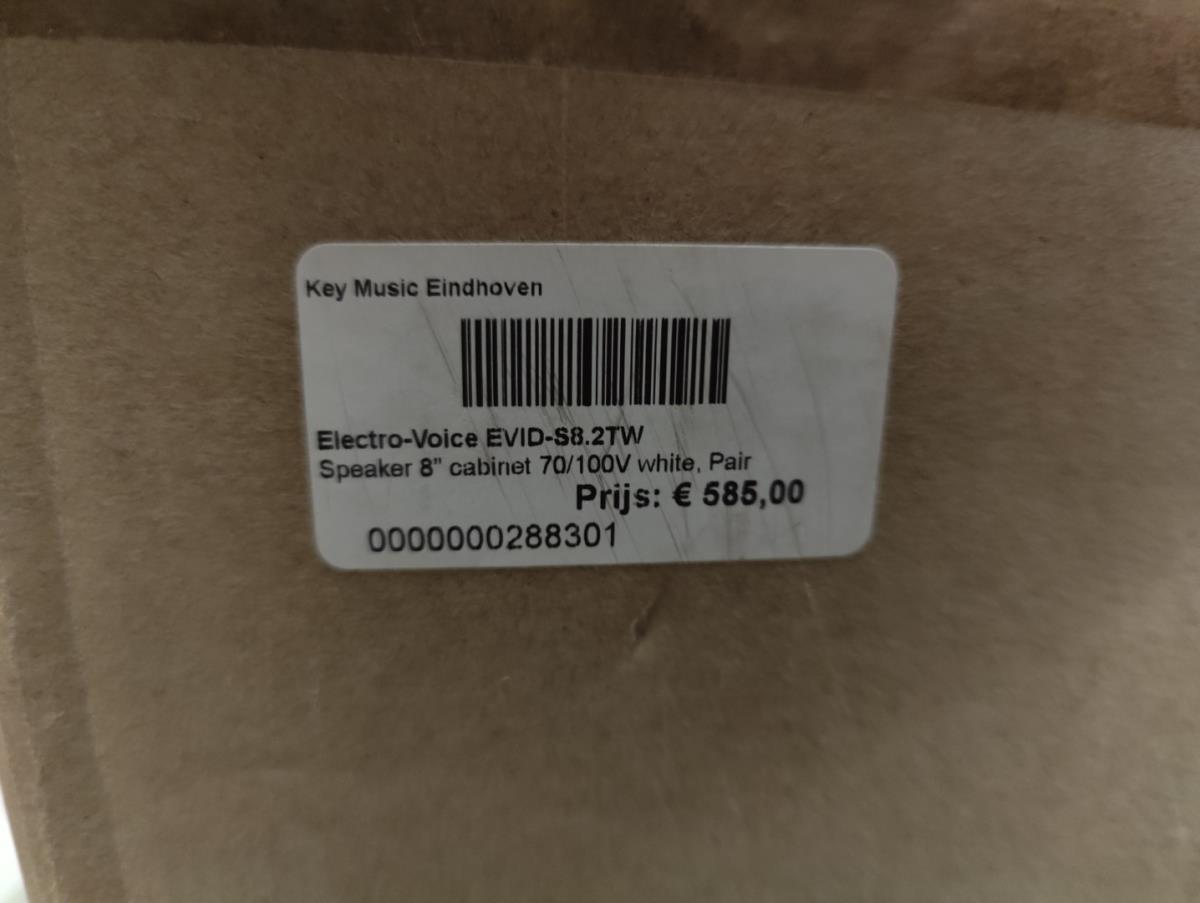 Key Music Eindhoven
Electro-Voice EVID-S8.2TW
Speaker 8" cabinet 70/100V white, Pair
Prijs: € 585,00
0000000288301